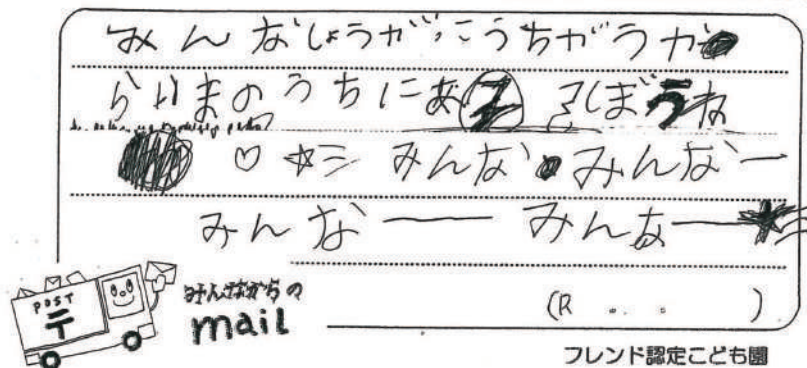 みんなしょうがっこうちがうか
らいまのうちにあそぼうね
♡ ☆ みんな みんなー
みんなー みんなー
POST
〒
みんなからの
mail
(R . . )
フレンド認定こども園